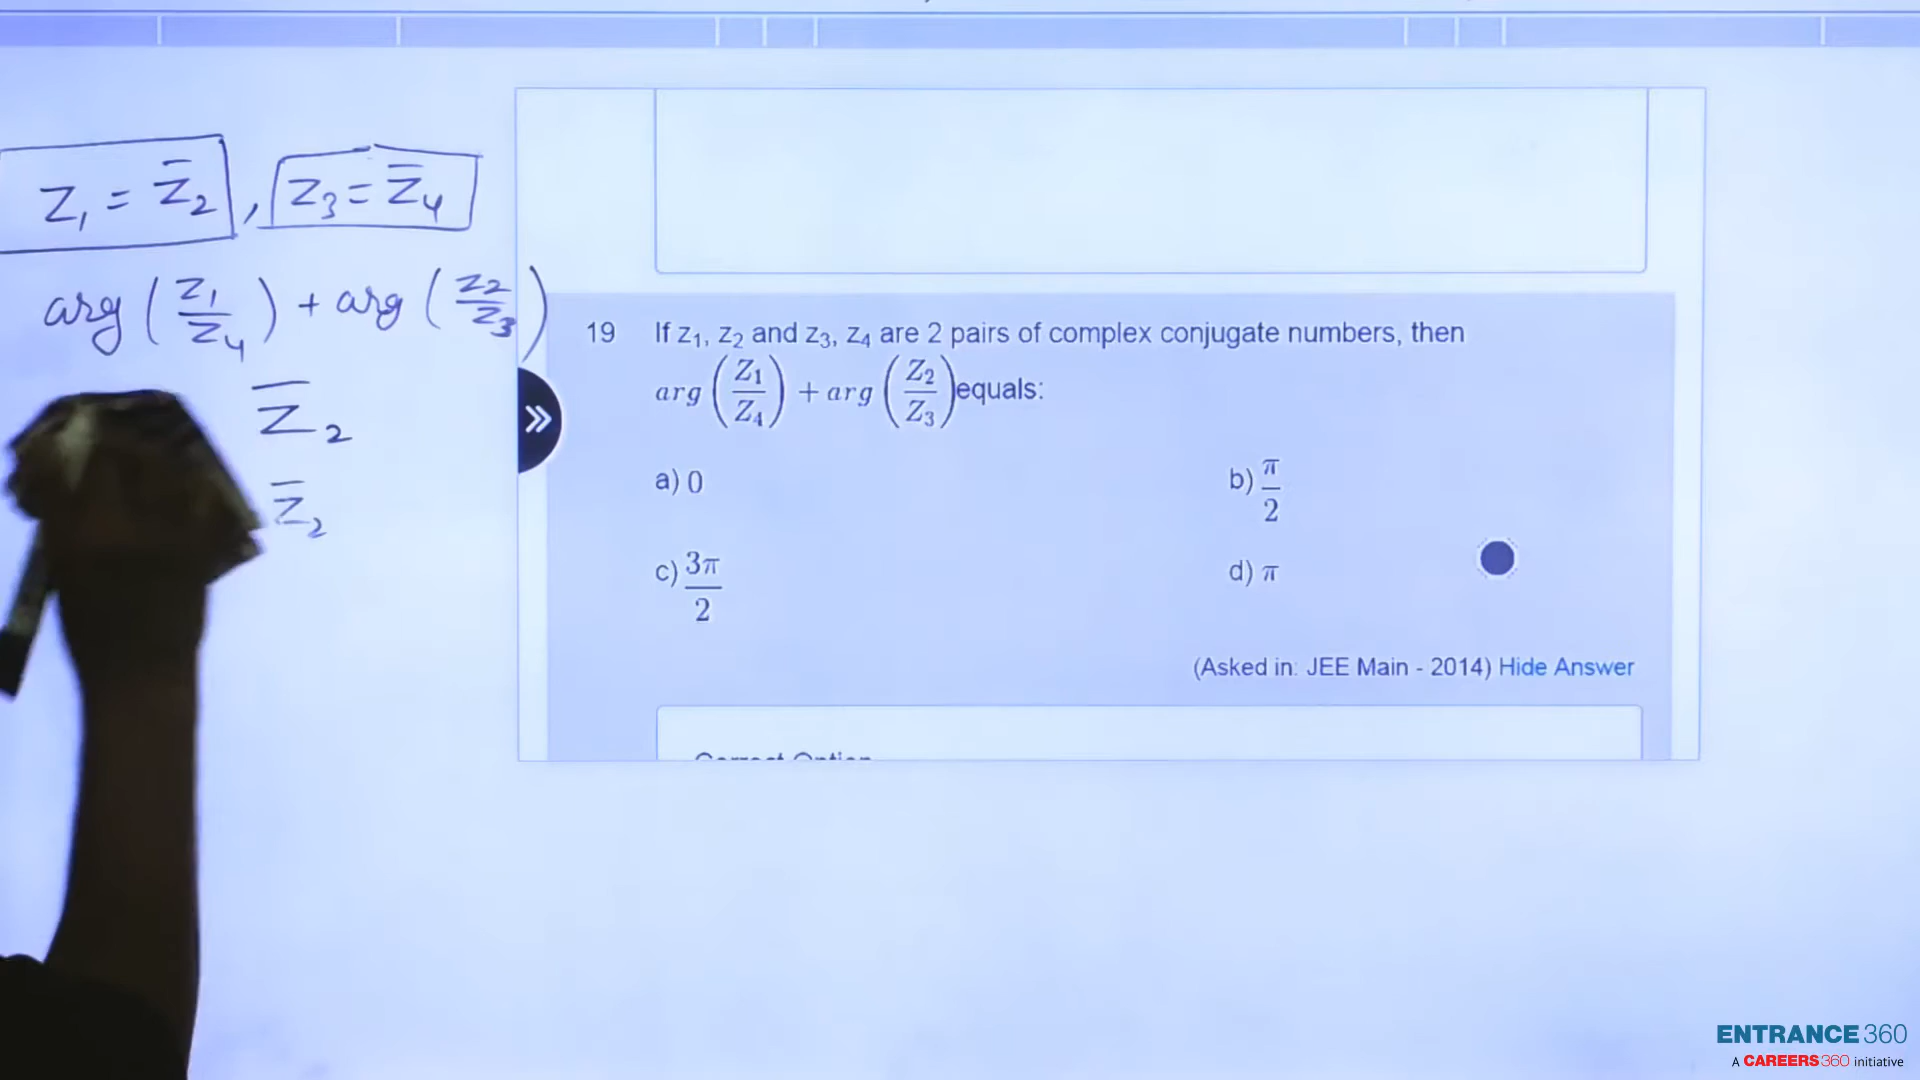 Z₁ = Z̅₂ , Z₃ = Z̅₄
arg (Z₁/Z₄) + arg (Z₂/Z₃)
Z̅₂
Z̅₂
19 If z₁, z₂ and z₃, z₄ are 2 pairs of complex conjugate numbers, then
arg (Z₁/Z₄) + arg (Z₂/Z₃) equals:
a) 0
b) π/2
c) 3π/2
d) π
(Asked in: JEE Main - 2014) Hide Answer
ENTRANCE 360
A CAREERS360 initiative